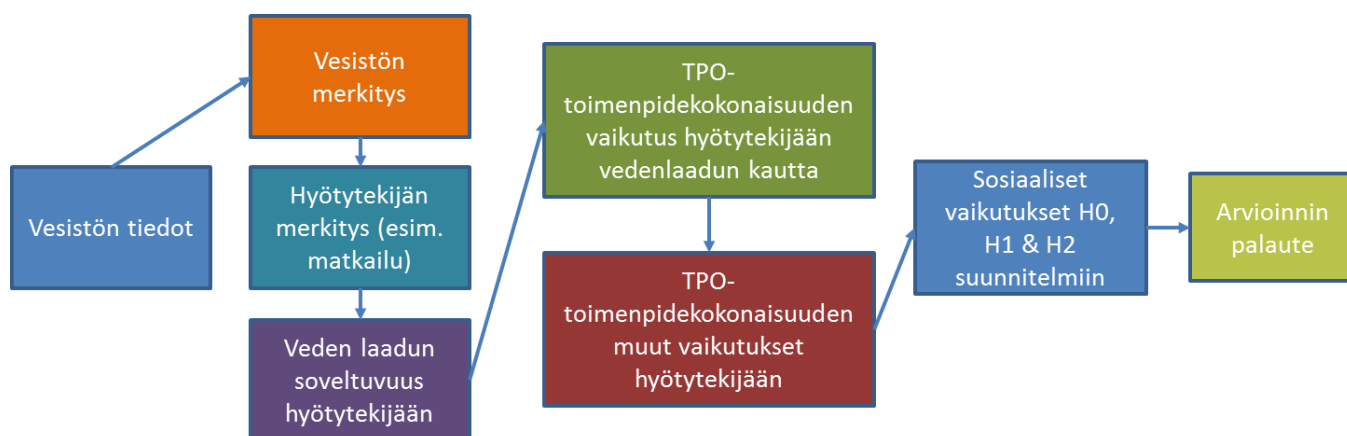 Vesistön tiedot
Vesistön
merkitys
Hyötytekijän
merkitys (esim.
matkailu)
Veden laadun
soveltuvuus
hyötytekijään
TPO-
toimenpidekokonaisuuden
vaikutus hyötytekijään
vedenlaadun kautta
TPO-
toimenpidekokonaisuuden
muut vaikutukset
hyötytekijään
Sosiaaliset
vaikutukset H0,
H1 & H2
suunnitelmiin
Arvioinnin
palaute